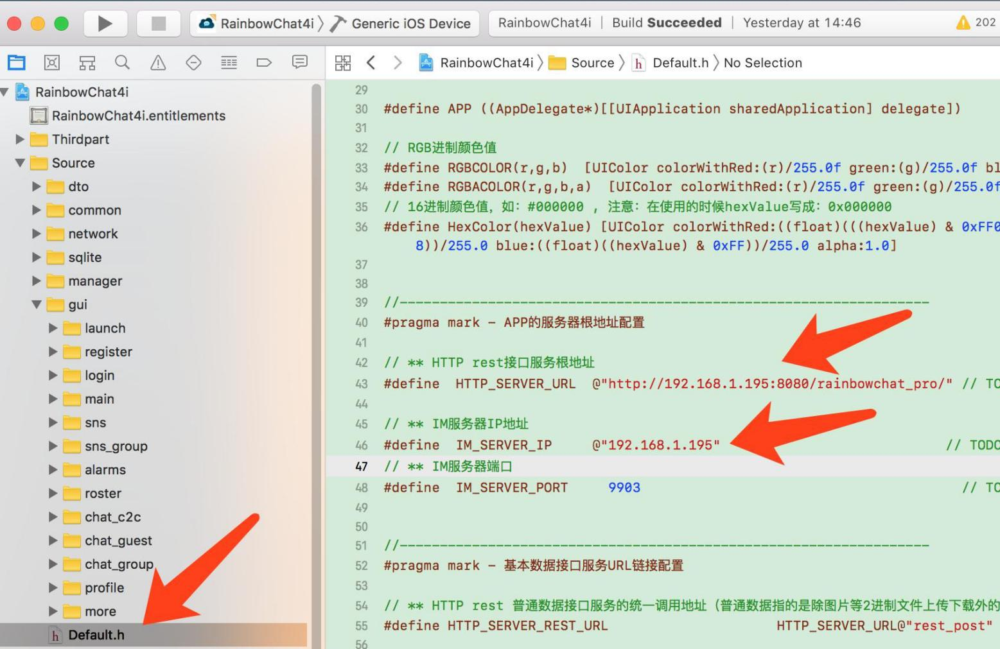 RainbowChat4i
Generic iOS Device
RainbowChat4i | Build Succeeded | Yesterday at 14:46
202
RainbowChat4i
Source
Default.h
No Selection
RainbowChat4i
RainbowChat4i.entitlements
Thirdpart
Source
dto
common
network
sqlite
manager
gui
launch
register
login
main
sns
sns_group
alarms
roster
chat_c2c
chat_guest
chat_group
profile
more
Default.h
29
30 #define APP ((AppDelegate*)[[UIApplication sharedApplication] delegate])
31
32 // RGB进制颜色值
33 #define RGBCOLOR(r,g,b) [UIColor colorWithRed:(r)/255.0f green:(g)/255.0f bl
34 #define RGBACOLOR(r,g,b,a) [UIColor colorWithRed:(r)/255.0f green:(g)/255.0f
35 // 16进制颜色值，如：#000000 , 注意：在使用的时候hexValue写成：0x000000
36 #define HexColor(hexValue) [UIColor colorWithRed:((float)(((hexValue) & 0xFF0
8))/255.0 blue:((float)((hexValue) & 0xFF))/255.0 alpha:1.0]
37
38
39 //------------------------------------------------------------------
40 #pragma mark - APP的服务器根地址配置
41
42 // ** HTTP rest接口服务根地址
43 #define HTTP_SERVER_URL @"http://192.168.1.195:8080/rainbowchat_pro/" // TO
44
45 // ** IM服务器IP地址
46 #define IM_SERVER_IP @"192.168.1.195" // TODO
47 // ** IM服务器端口
48 #define IM_SERVER_PORT 9903 // TO
49
50
51 //------------------------------------------------------------------
52 #pragma mark - 基本数据接口服务URL链接配置
53
54 // ** HTTP rest 普通数据接口服务的统一调用地址（普通数据指的是除图片等2进制文件上传下载外的
55 #define HTTP_SERVER_REST_URL HTTP_SERVER_URL@"rest_post"
56